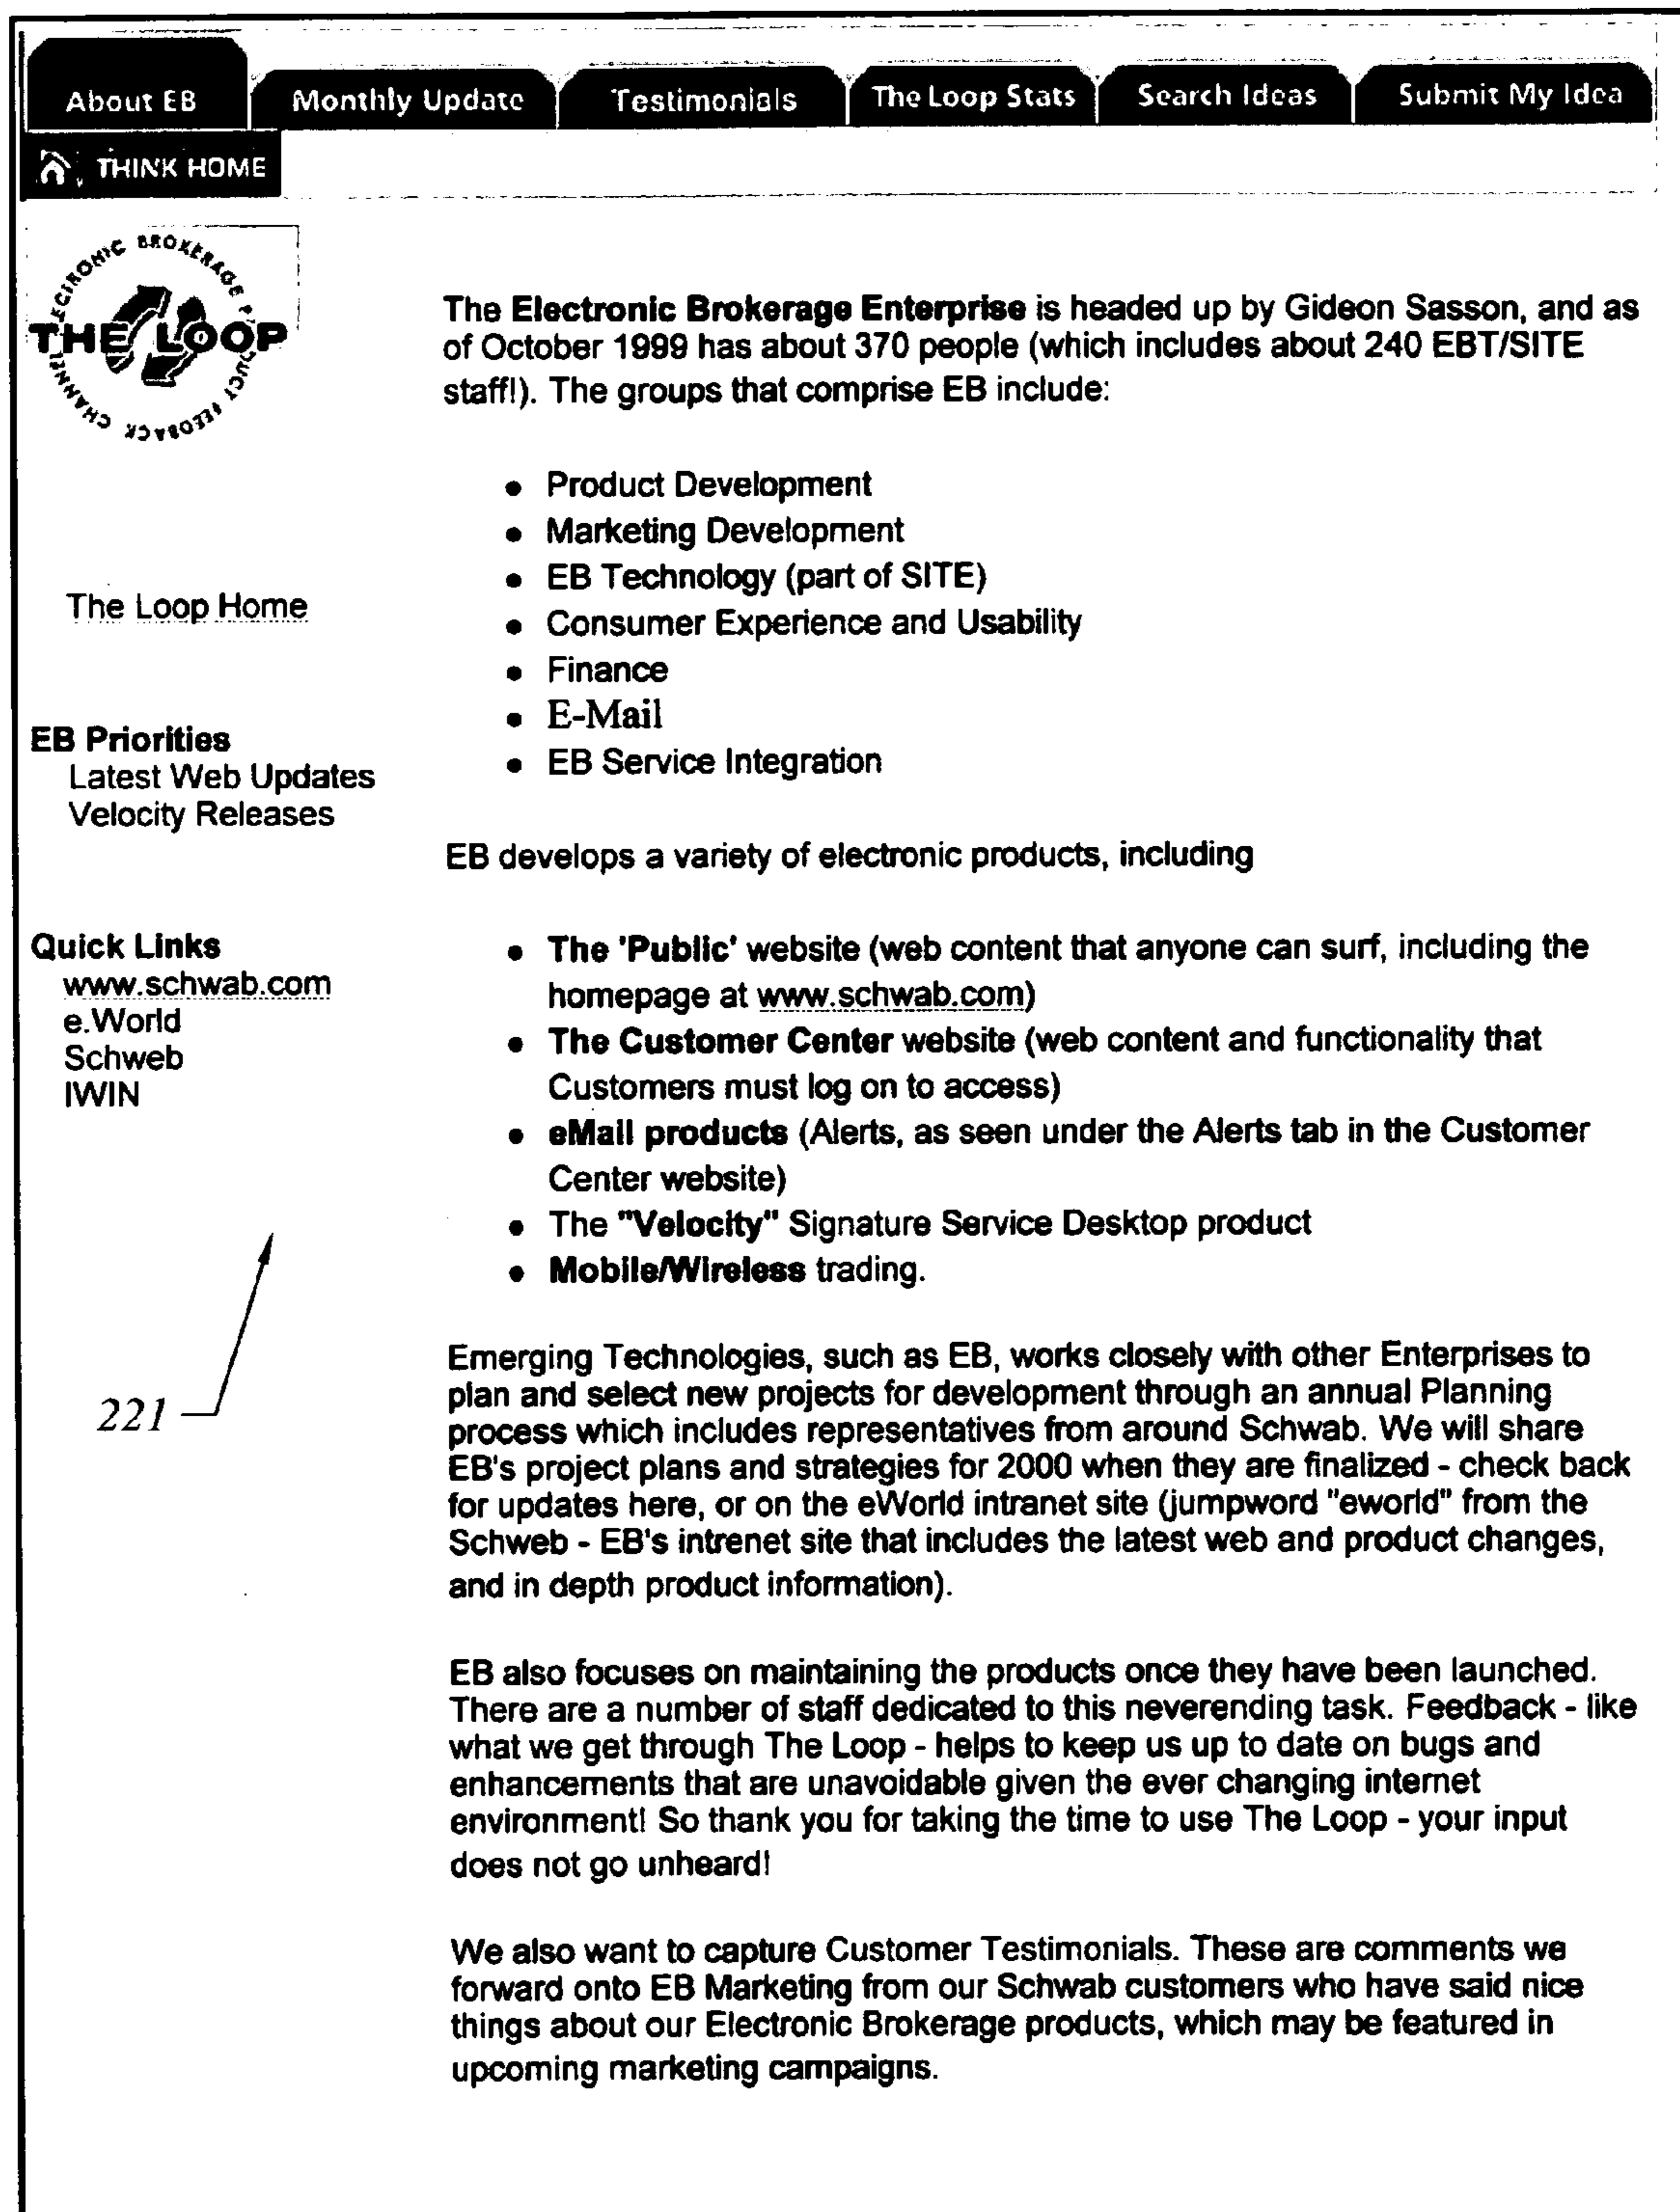 About EB
Monthly Update
Testimonials
The Loop Stats
Search Ideas
Submit My Idea
THINK HOME
THE LOOP
The Loop Home
EB Priorities
Latest Web Updates
Velocity Releases
Quick Links
www.schwab.com
e.World
Schweb
IWIN
221
The Electronic Brokerage Enterprise is headed up by Gideon Sasson, and as
of October 1999 has about 370 people (which includes about 240 EBT/SITE
staff!). The groups that comprise EB include:
• Product Development
• Marketing Development
• EB Technology (part of SITE)
• Consumer Experience and Usability
• Finance
• E-Mail
• EB Service Integration
EB develops a variety of electronic products, including
• The 'Public' website (web content that anyone can surf, including the
homepage at www.schwab.com)
• The Customer Center website (web content and functionality that
Customers must log on to access)
• eMail products (Alerts, as seen under the Alerts tab in the Customer
Center website)
• The "Velocity" Signature Service Desktop product
• Mobile/Wireless trading.
Emerging Technologies, such as EB, works closely with other Enterprises to
plan and select new projects for development through an annual Planning
process which includes representatives from around Schwab. We will share
EB's project plans and strategies for 2000 when they are finalized - check back
for updates here, or on the eWorld intranet site (jumpword "eworld" from the
Schweb - EB's intrenet site that includes the latest web and product changes,
and in depth product information).
EB also focuses on maintaining the products once they have been launched.
There are a number of staff dedicated to this neverending task. Feedback - like
what we get through The Loop - helps to keep us up to date on bugs and
enhancements that are unavoidable given the ever changing internet
environment! So thank you for taking the time to use The Loop - your input
does not go unheard!
We also want to capture Customer Testimonials. These are comments we
forward onto EB Marketing from our Schwab customers who have said nice
things about our Electronic Brokerage products, which may be featured in
upcoming marketing campaigns.